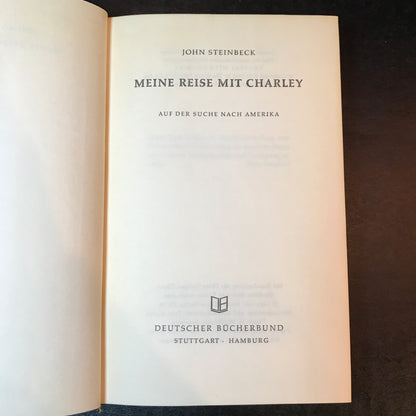 JOHN STEINBECK
MEINE REISE MIT CHARLEY
AUF DER SUCHE NACH AMERIKA
DEUTSCHER BÜCHERBUND
STUTTGART - HAMBURG